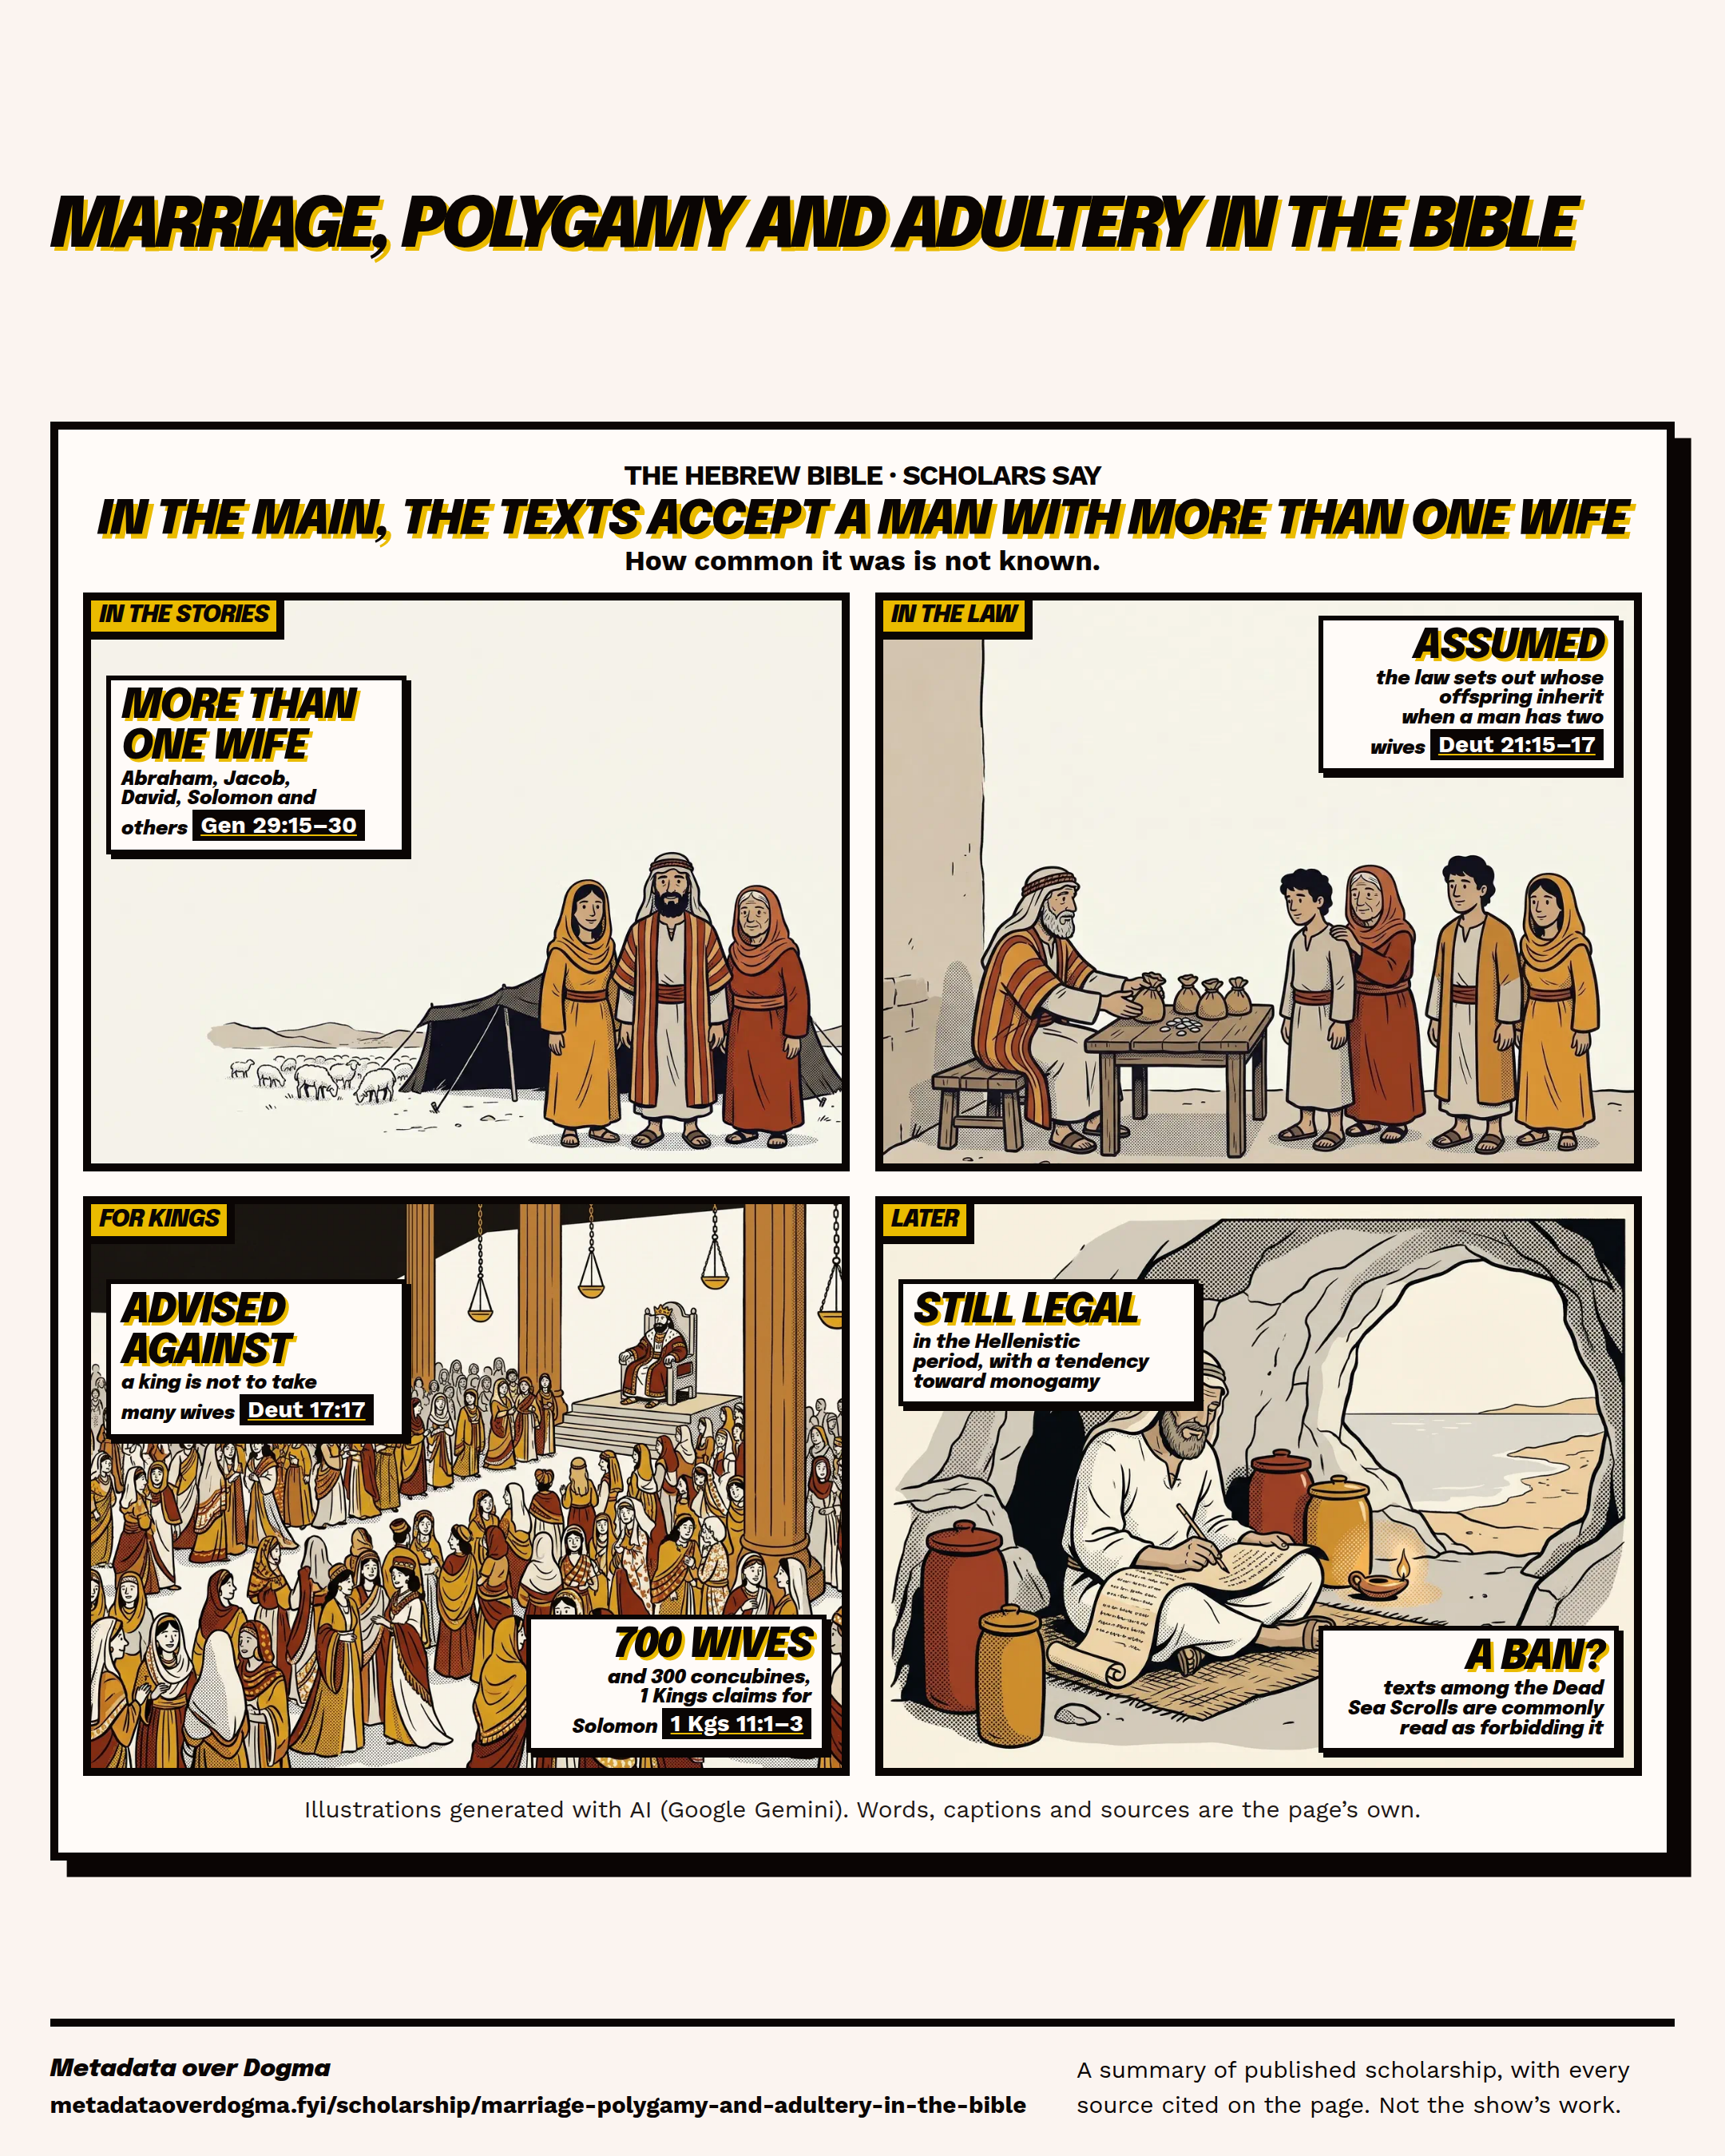 MARRIAGE, POLYGAMY AND ADULTERY IN THE BIBLE
THE HEBREW BIBLE · SCHOLARS SAY
IN THE MAIN, THE TEXTS ACCEPT A MAN WITH MORE THAN ONE WIFE
How common it was is not known.
IN THE STORIES
MORE THAN
ONE WIFE
Abraham, Jacob,
David, Solomon and
others Gen 29:15–30
IN THE LAW
ASSUMED
the law sets out whose
offspring inherit
when a man has two
wives Deut 21:15–17
FOR KINGS
ADVISED
AGAINST
a king is not to take
many wives Deut 17:17
700 WIVES
and 300 concubines,
1 Kings claims for
Solomon 1 Kgs 11:1–3
LATER
STILL LEGAL
in the Hellenistic
period, with a tendency
toward monogamy
A BAN?
texts among the Dead
Sea Scrolls are commonly
read as forbidding it
Illustrations generated with AI (Google Gemini). Words, captions and sources are the page’s own.
Metadata over Dogma
metadataoverdogma.fyi/scholarship/marriage-polygamy-and-adultery-in-the-bible
A summary of published scholarship, with every
source cited on the page. Not the show’s work.